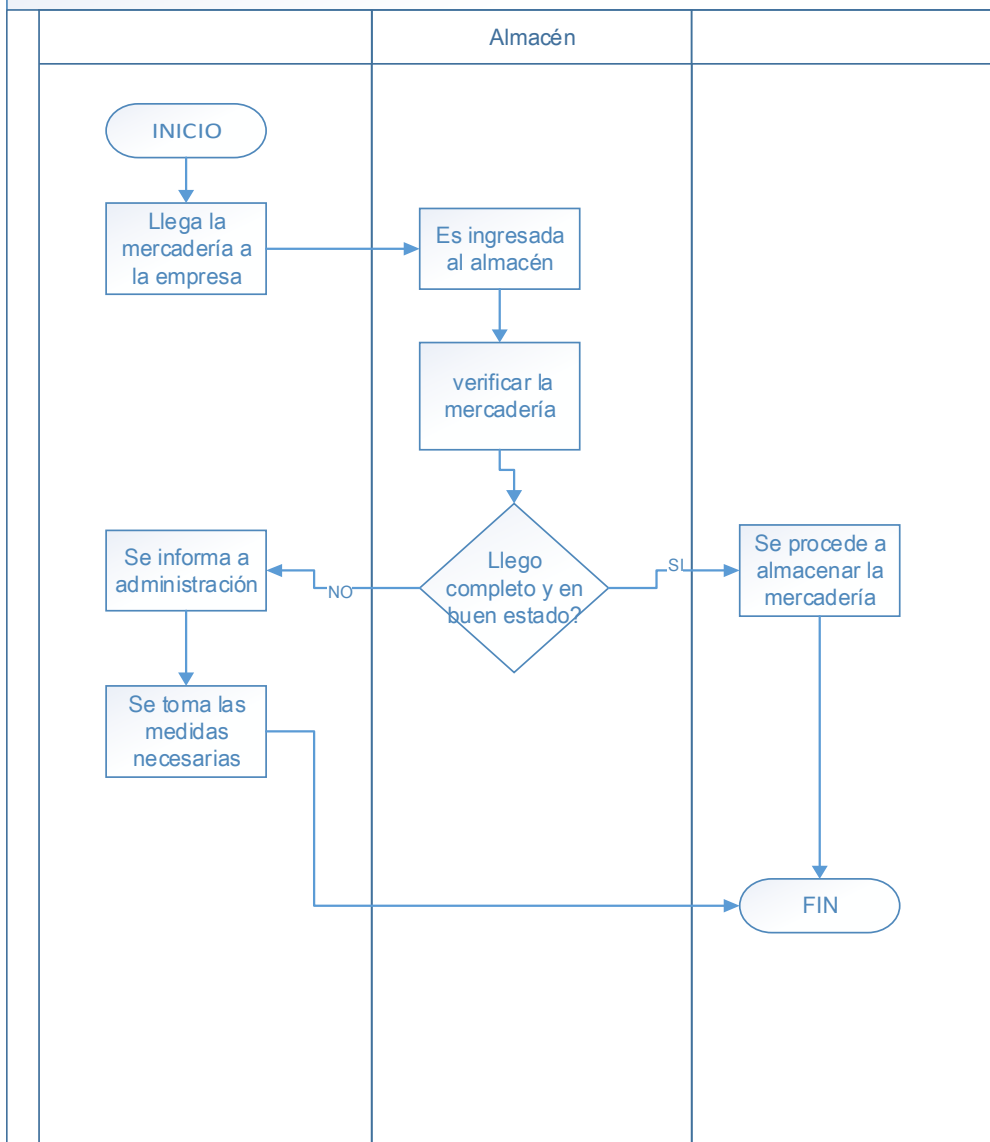 Almacén
INICIO
Llega la
mercadería a
la empresa
Es ingresada
al almacén
verificar la
mercadería
Llego
completo y en
buen estado?
NO
SI
Se informa a
administración
Se procede a
almacenar la
mercadería
Se toma las
medidas
necesarias
FIN